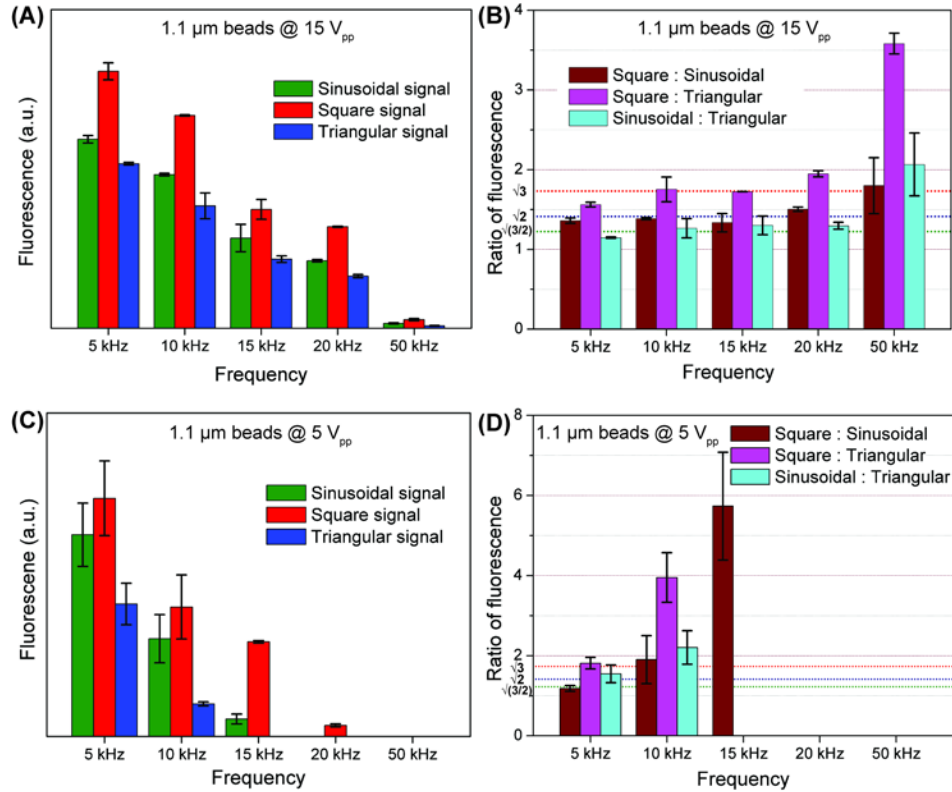 (A)
1.1 µm beads @ 15 Vpp
Sinusoidal signal
Square signal
Triangular signal
Fluorescence (a.u.)
5 kHz 10 kHz 15 kHz 20 kHz 50 kHz
Frequency
(B)
1.1 µm beads @ 15 Vpp
Square : Sinusoidal
Square : Triangular
Sinusoidal : Triangular
Ratio of fluorescence
4
3
2
√3
√2
√(3/2)
1
0
5 kHz 10 kHz 15 kHz 20 kHz 50 kHz
Frequency
(C)
1.1 µm beads @ 5 Vpp
Sinusoidal signal
Square signal
Triangular signal
Fluorescene (a.u.)
5 kHz 10 kHz 15 kHz 20 kHz 50 kHz
Frequency
(D)
1.1 µm beads @ 5 Vpp
Square : Sinusoidal
Square : Triangular
Sinusoidal : Triangular
Ratio of fluorescence
8
6
4
2
√3
√2
√(3/2)
0
5 kHz 10 kHz 15 kHz 20 kHz 50 kHz
Frequency